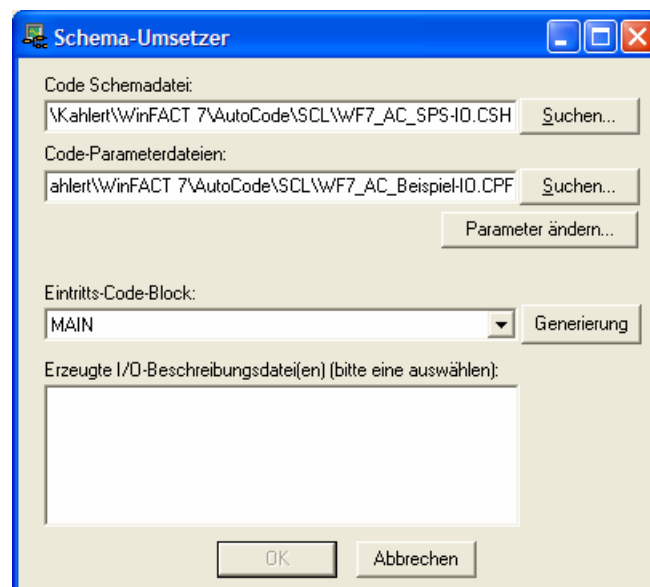 Schema-Umsetzer
Code Schemadatei:
\Kahlert\WinFACT 7\AutoCode\SCL\WF7_AC_SPS-IO.CSH
Suchen...
Code-Parameterdateien:
ahlert\WinFACT 7\AutoCode\SCL\WF7_AC_Beispiel-IO.CPF
Suchen...
Parameter ändern...
Eintritts-Code-Block:
MAIN
Generierung
Erzeugte I/O-Beschreibungsdatei(en) (bitte eine auswählen):
OK
Abbrechen